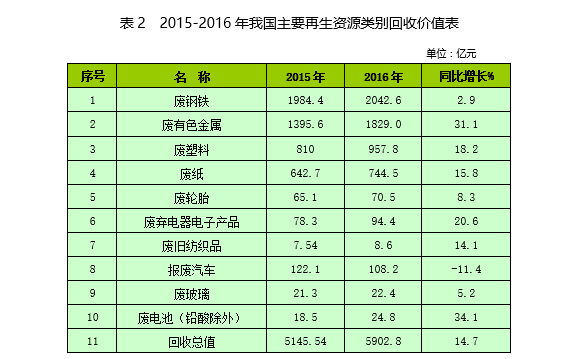 表 2 2015-2016 年我国主要再生资源类别回收价值表
单位：亿元
序号 名 称 2015 年 2016 年 同比增长%
1 废钢铁 1984.4 2042.6 2.9
2 废有色金属 1395.6 1829.0 31.1
3 废塑料 810 957.8 18.2
4 废纸 642.7 744.5 15.8
5 废轮胎 65.1 70.5 8.3
6 废弃电器电子产品 78.3 94.4 20.6
7 废旧纺织品 7.54 8.6 14.1
8 报废汽车 122.1 108.2 -11.4
9 废玻璃 21.3 22.4 5.2
10 废电池（铅酸除外） 18.5 24.8 34.1
11 回收总值 5145.54 5902.8 14.7